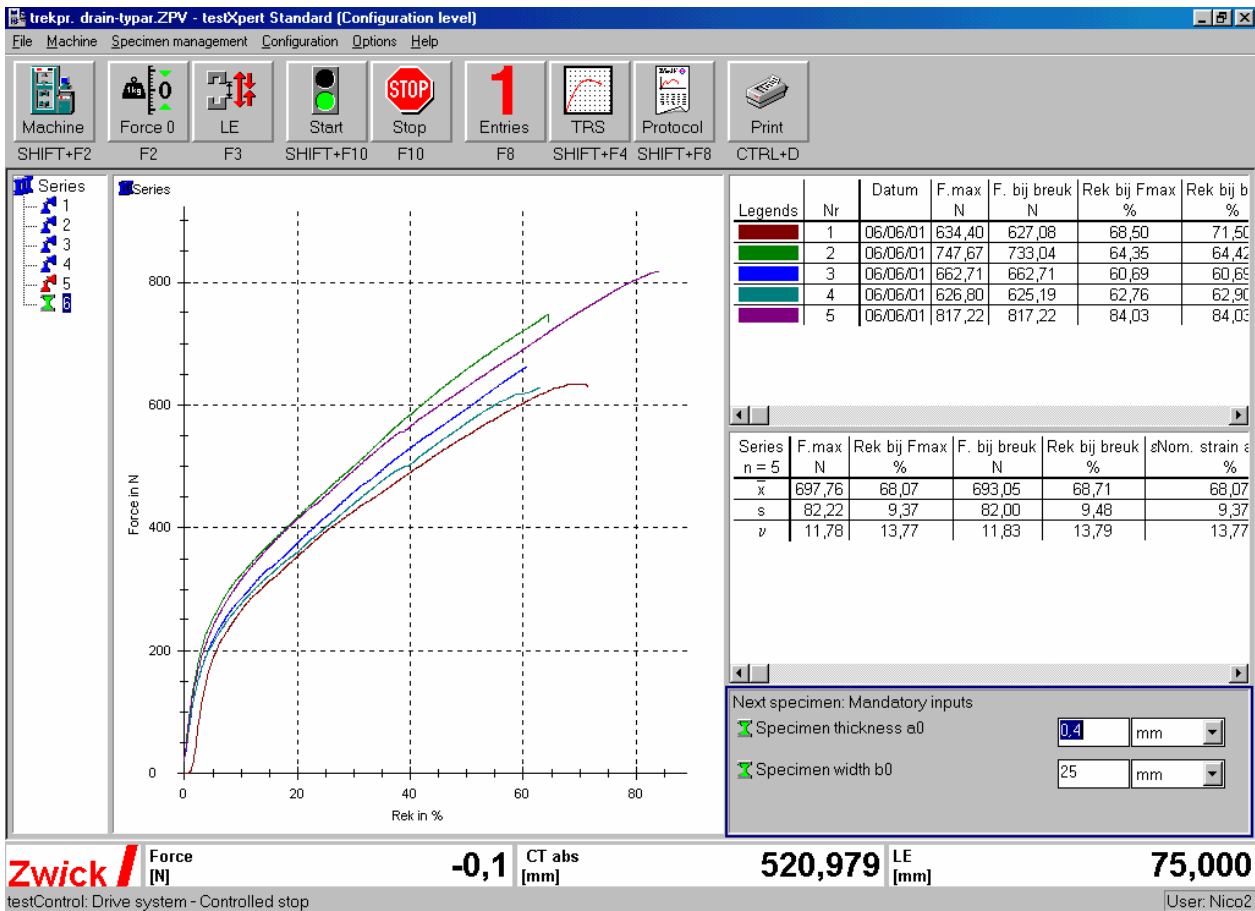 trekpr. drain-typar.ZPV - testXpert Standard (Configuration level)
File Machine Specimen management Configuration Options Help
Machine Force 0 LE Start Stop Entries TRS Protocol Print
SHIFT+F2 F2 F3 SHIFT+F10 F10 F8 SHIFT+F4 SHIFT+F8 CTRL+D
Series
1
2
3
4
5
6
Series
800
600
400
200
0
Force in N
0 20 40 60 80
Rek in %
Datum F.max F. bij breuk Rek bij Fmax Rek bij b
Legends Nr N N % %
1 06/06/01 634,40 627,08 68,50 71,50
2 06/06/01 747,67 733,04 64,35 64,42
3 06/06/01 662,71 662,71 60,69 60,69
4 06/06/01 626,80 625,19 62,76 62,90
5 06/06/01 817,22 817,22 84,03 84,03
Series F.max Rek bij Fmax F. bij breuk Rek bij breuk Nom. strain a
n = 5 N % N % %
x̅ 697,76 68,07 693,05 68,71 68,07
s 82,22 9,37 82,00 9,48 9,37
ν 11,78 13,77 11,83 13,79 13,77
Next specimen: Mandatory inputs
Specimen thickness a0 0,4 mm
Specimen width b0 25 mm
Zwick Force [N] -0,1 CT abs [mm] 520,979 LE [mm] 75,000
testControl: Drive system - Controlled stop User: Nico2